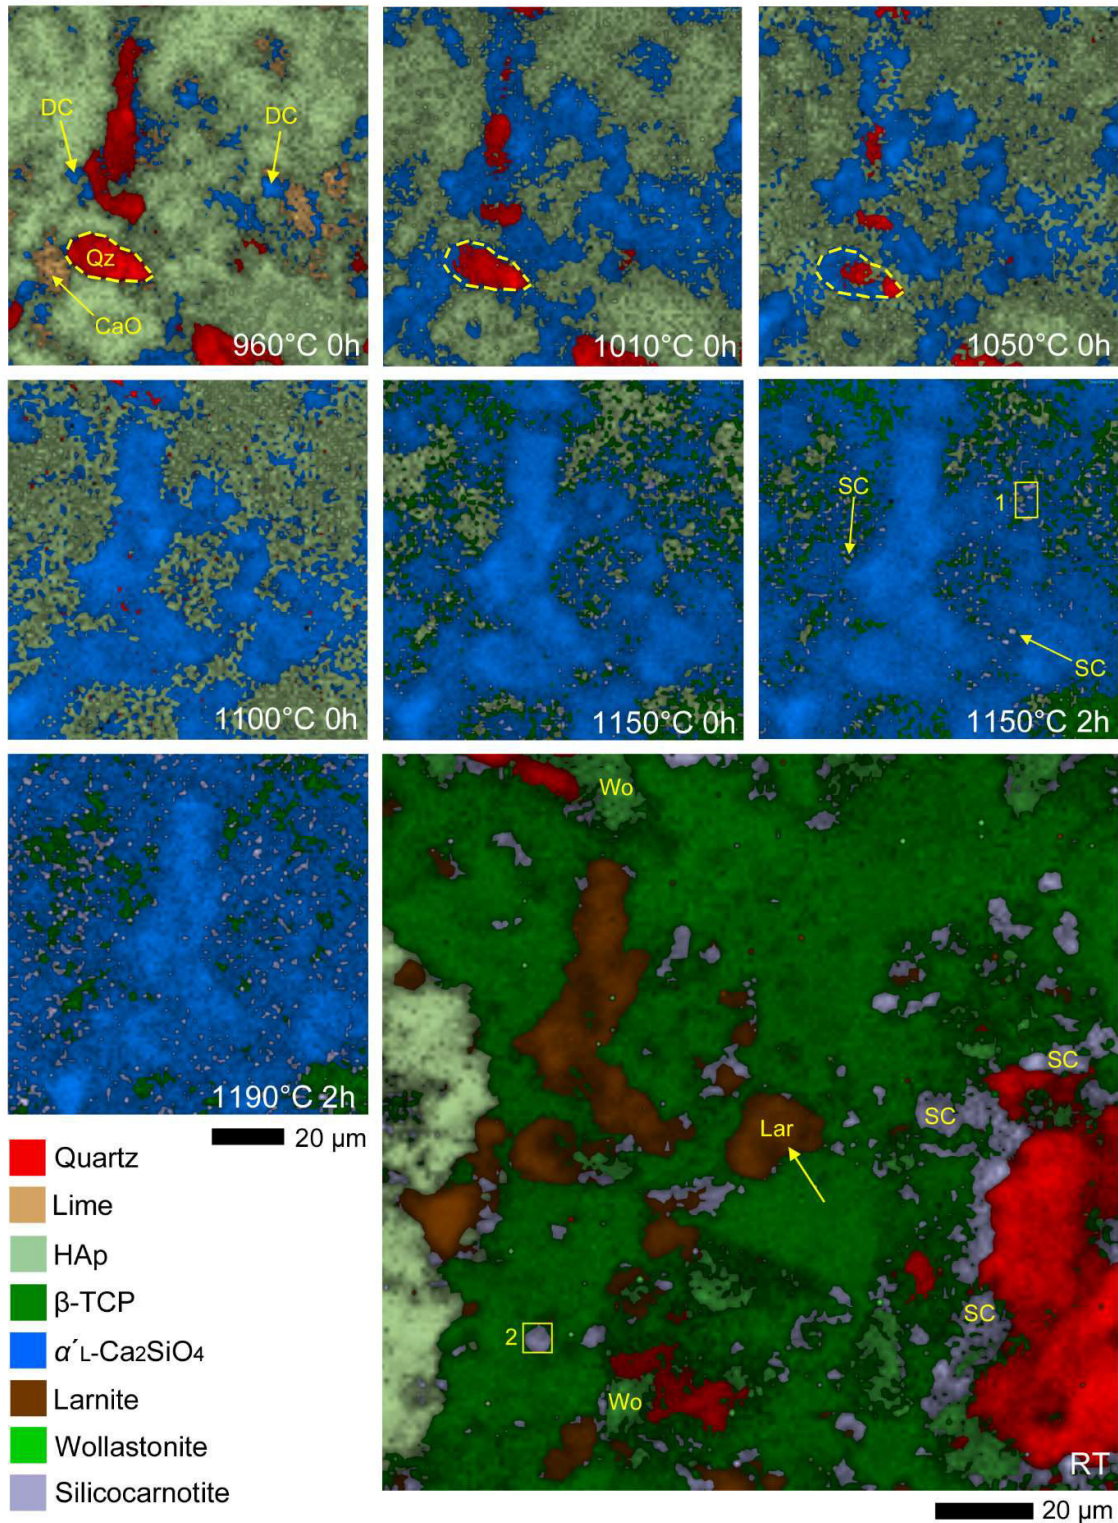 DC
DC
Qz
CaO
960°C 0h
1010°C 0h
1050°C 0h
1100°C 0h
1150°C 0h
SC
1
SC
1150°C 2h
1190°C 2h
20 µm
Wo
SC
SC
Lar
SC
2
Wo
RT
20 µm
Quartz
Lime
HAp
β-TCP
α´L-Ca2SiO4
Larnite
Wollastonite
Silicocarnotite